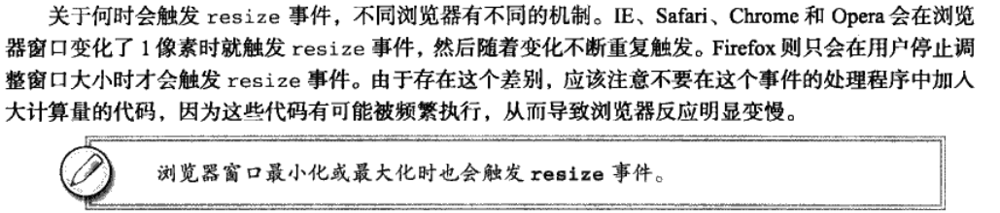 关于何时会触发 resize 事件，不同浏览器有不同的机制。IE、Safari、Chrome 和 Opera 会在浏览
器窗口变化了 1 像素时就触发 resize 事件，然后随着变化不断重复触发。Firefox 则只会在用户停止调
整窗口大小时才会触发 resize 事件。由于存在这个差别，应该注意不要在这个事件的处理程序中加入
大计算量的代码，因为这些代码有可能被频繁执行，从而导致浏览器反应明显变慢。
浏览器窗口最小化或最大化时也会触发 resize 事件。